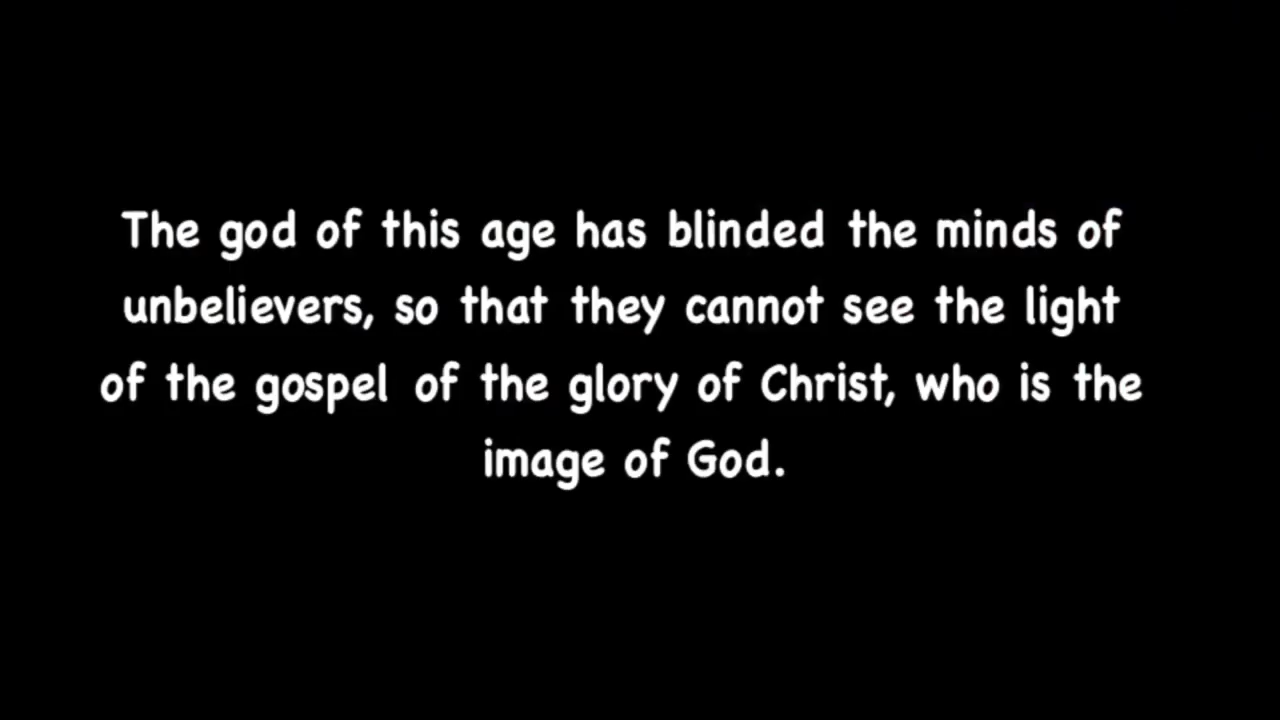 The god of this age has blinded the minds of
unbelievers, so that they cannot see the light
of the gospel of the glory of Christ, who is the
image of God.